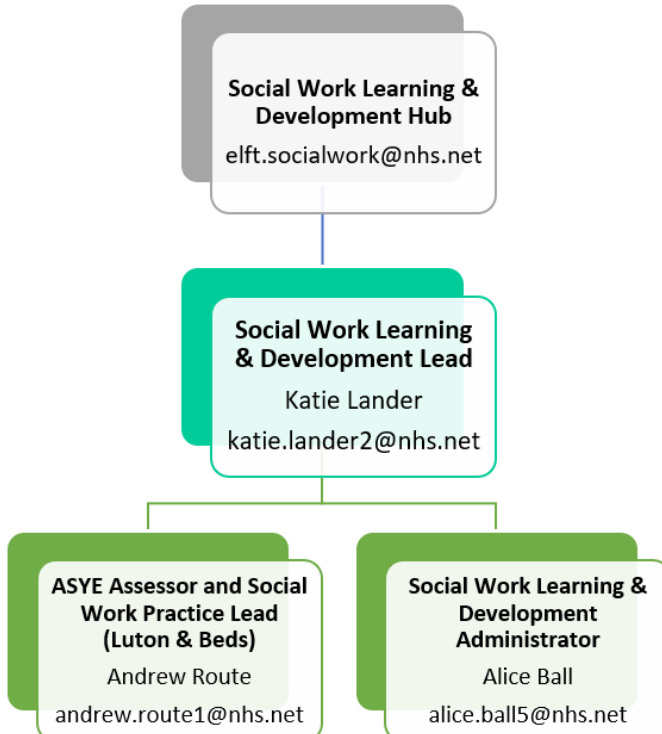 Social Work Learning &
Development Hub
elft.socialwork@nhs.net
Social Work Learning
& Development Lead
Katie Lander
katie.lander2@nhs.net
ASYE Assessor and Social
Work Practice Lead
(Luton & Beds)
Andrew Route
andrew.route1@nhs.net
Social Work Learning &
Development
Administrator
Alice Ball
alice.ball5@nhs.net